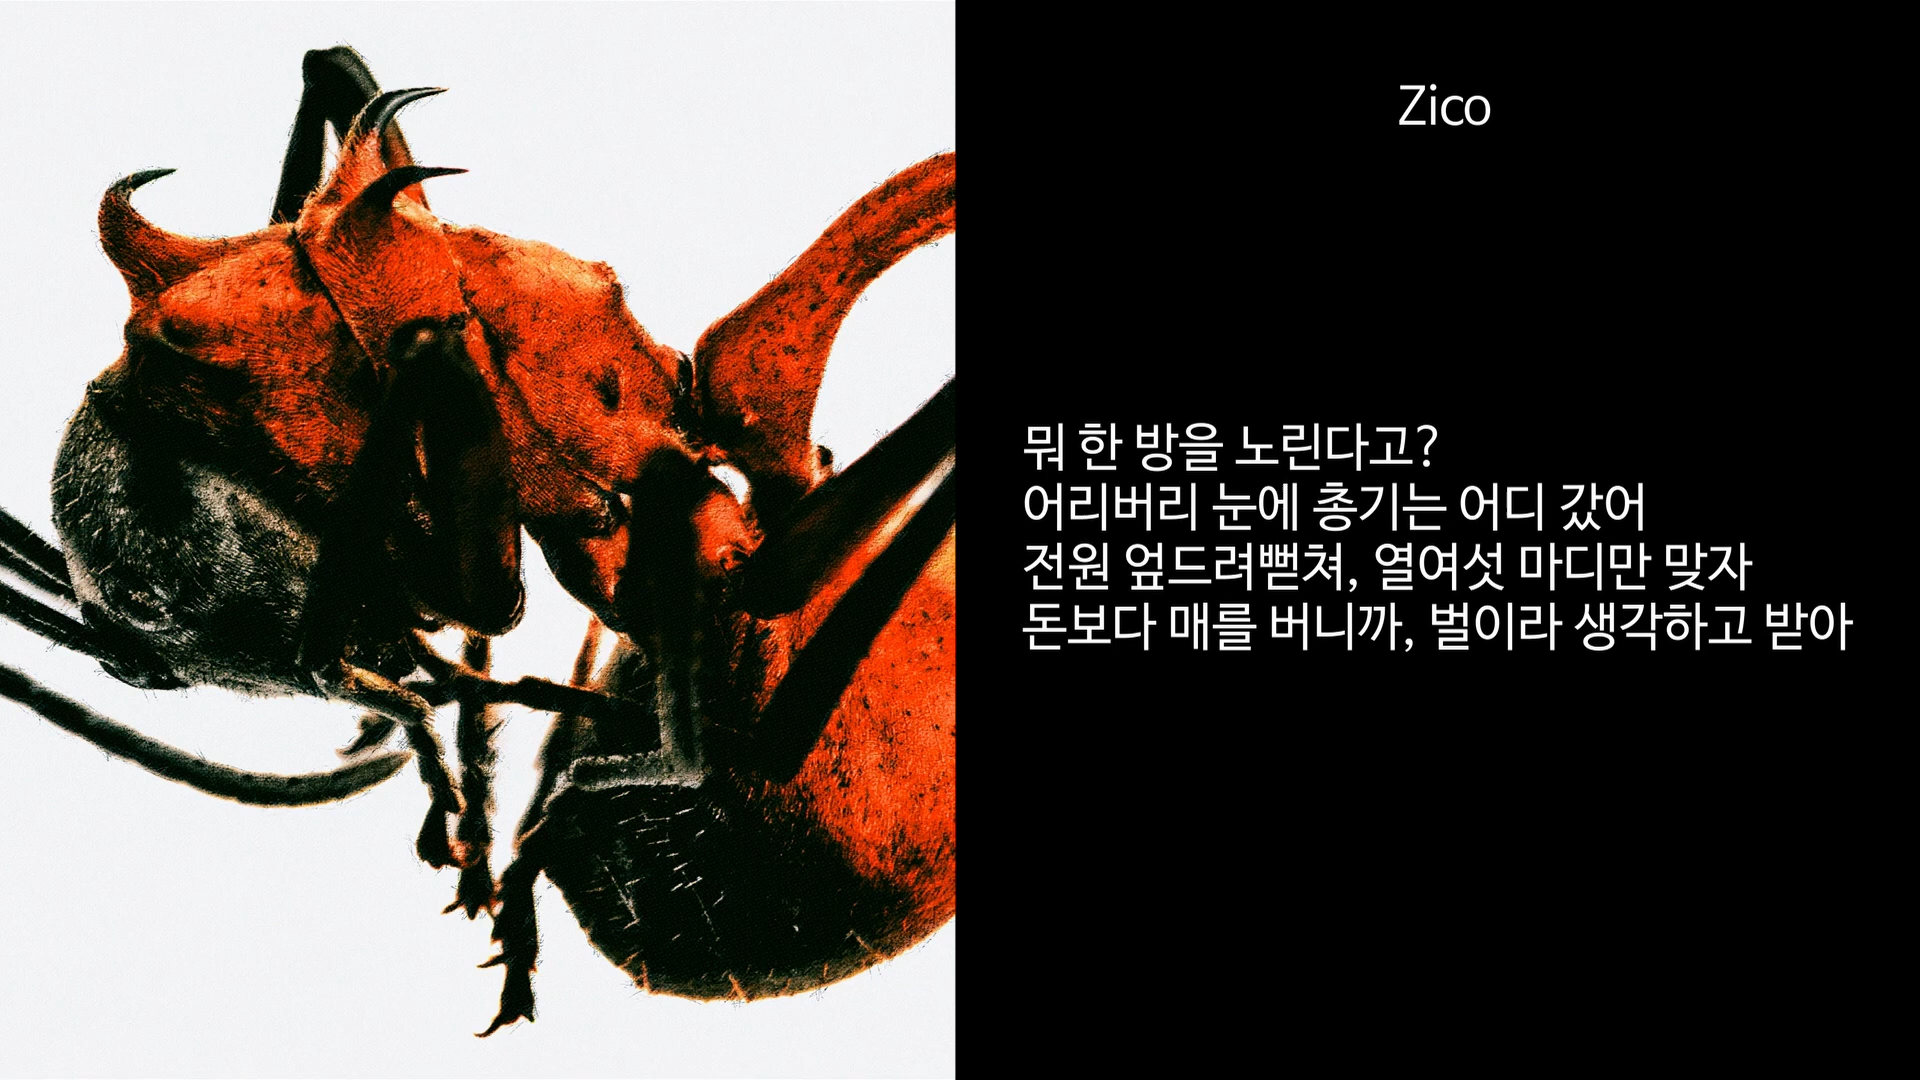 Zico
뭐 한 방을 노린다고?
어리버리 눈에 총기는 어디 갔어
전원 엎드려뻗쳐, 열여섯 마디만 맞자
돈보다 매를 버니까, 벌이라 생각하고 받아